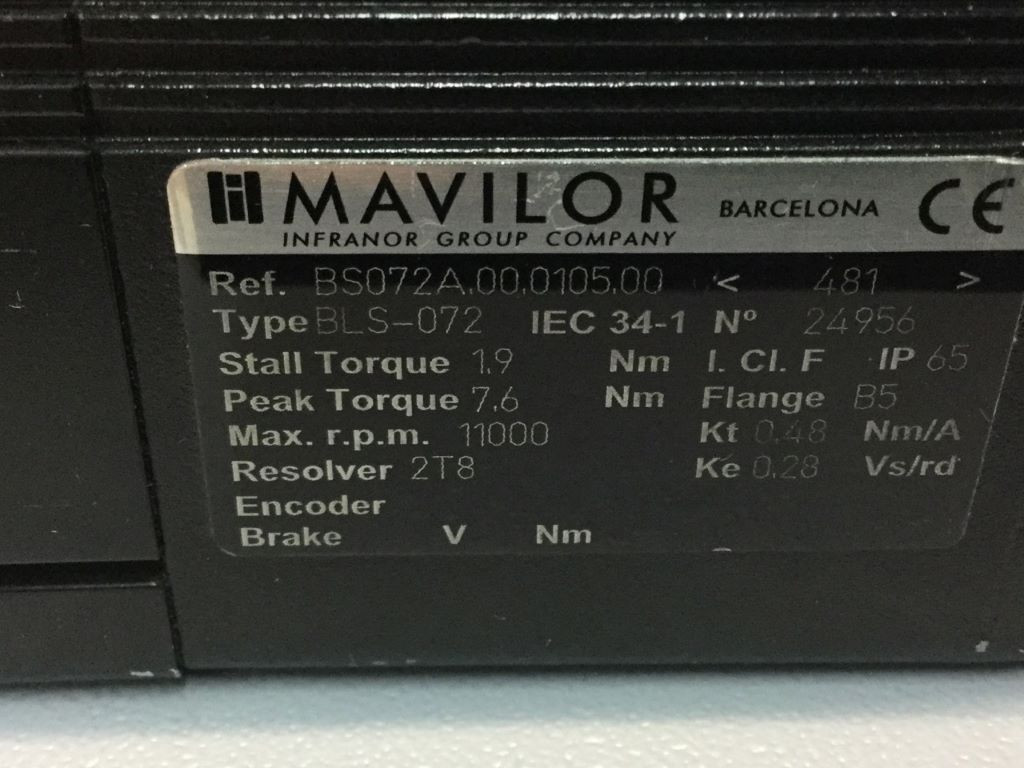 MAVILOR BARCELONA CE
INFRANOR GROUP COMPANY
Ref. BS072A.00.0105.00 < 481 >
Type BLS-072 IEC 34-1 Nº 24956
Stall Torque 1.9 Nm I. Cl. F IP 65
Peak Torque 7.6 Nm Flange B5
Max. r.p.m. 11000 Kt 0.48 Nm/A
Resolver 2T8 Ke 0.28 Vs/rd
Encoder
Brake V Nm